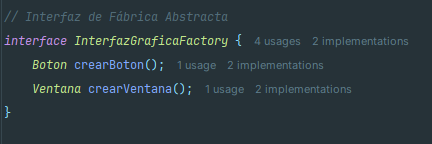 // Interfaz de Fábrica Abstracta
interface InterfazGraficaFactory { 4 usages 2 implementations
Boton crearBoton(); 1 usage 2 implementations
Ventana crearVentana(); 1 usage 2 implementations
}